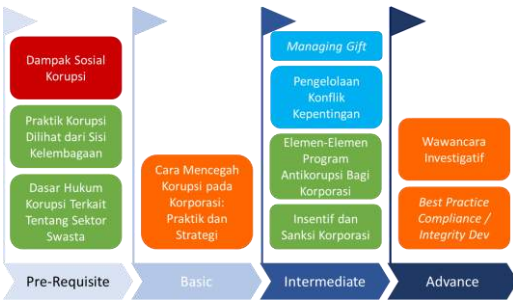 Dampak Sosial
Korupsi
Praktik Korupsi
Dilihat dari Sisi
Kelembagaan
Dasar Hukum
Korupsi Terkait
Tentang Sektor
Swasta
Pre-Requisite
Cara Mencegah
Korupsi pada
Korporasi:
Praktik dan
Strategi
Basic
Managing Gift
Pengelolaan
Konflik
Kepentingan
Elemen-Elemen
Program
Antikorupsi Bagi
Korporasi
Insentif dan
Sanksi Korporasi
Intermediate
Wawancara
Investigatif
Best Practice
Compliance /
Integrity Dev
Advance